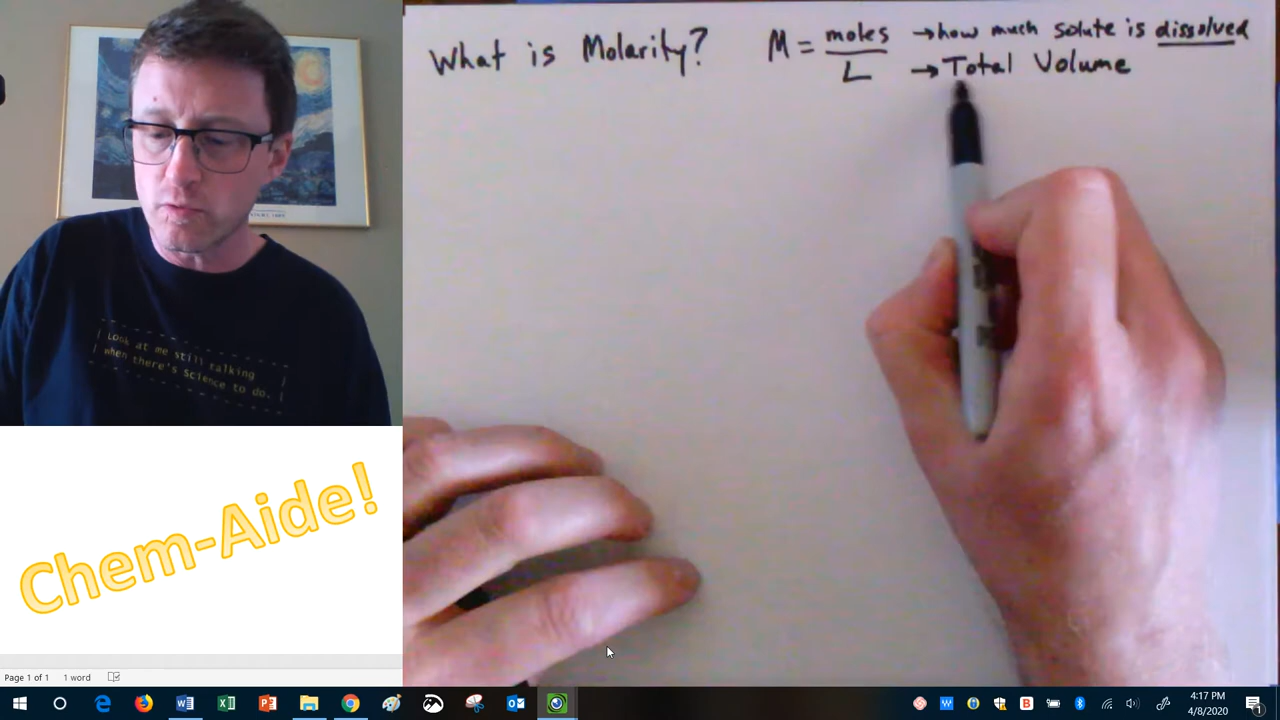 What is Molarity? M = moles → how much solute is dissolved
L → Total Volume
Look at me still talking
when there's Science to do.
Chem-Aide!
Page 1 of 1 1 word
4:17 PM
4/8/2020